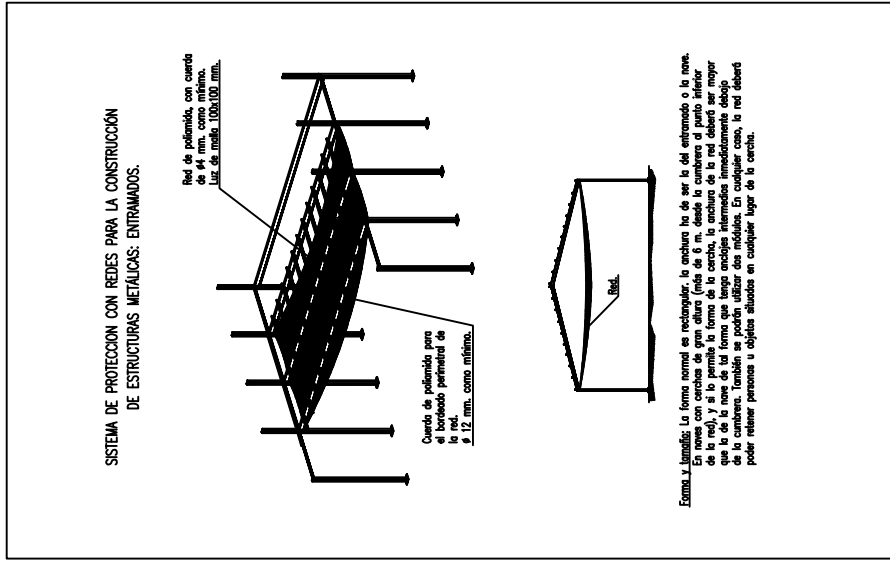 SISTEMA DE PROTECCION CON REDES PARA LA CONSTRUCCIÓN
DE ESTRUCTURAS METÁLICAS: ENTRAMADOS.
Red de poliamida, con cuerda
de ø4 mm. como mínimo.
Luz de malla 100x100 mm.
Cuerda de poliamida para
el bordeado perimetral de
la red.
ø 12 mm. como mínimo.
Red.
Forma y tamaño: La forma normal es rectangular, la anchura ha de ser la del entramado o la nave.
En naves con cerchas de gran altura (más de 6 m. desde la cumbrera al punto inferior
de la red), y si lo permite la forma de la cercha, la anchura de la red deberá ser mayor
que la de la nave de tal forma que tenga anclajes intermedios inmediatamente debajo
de la cumbrera. También se podrán utilizar dos módulos. En cualquier caso, la red deberá
poder retener personas u objetos situados en cualquier lugar de la cercha.